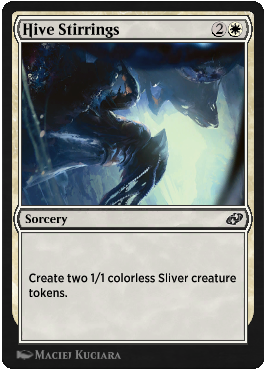 Hive Stirrings 2
Sorcery
Create two 1/1 colorless Sliver creature
tokens.
Maciej Kuciara